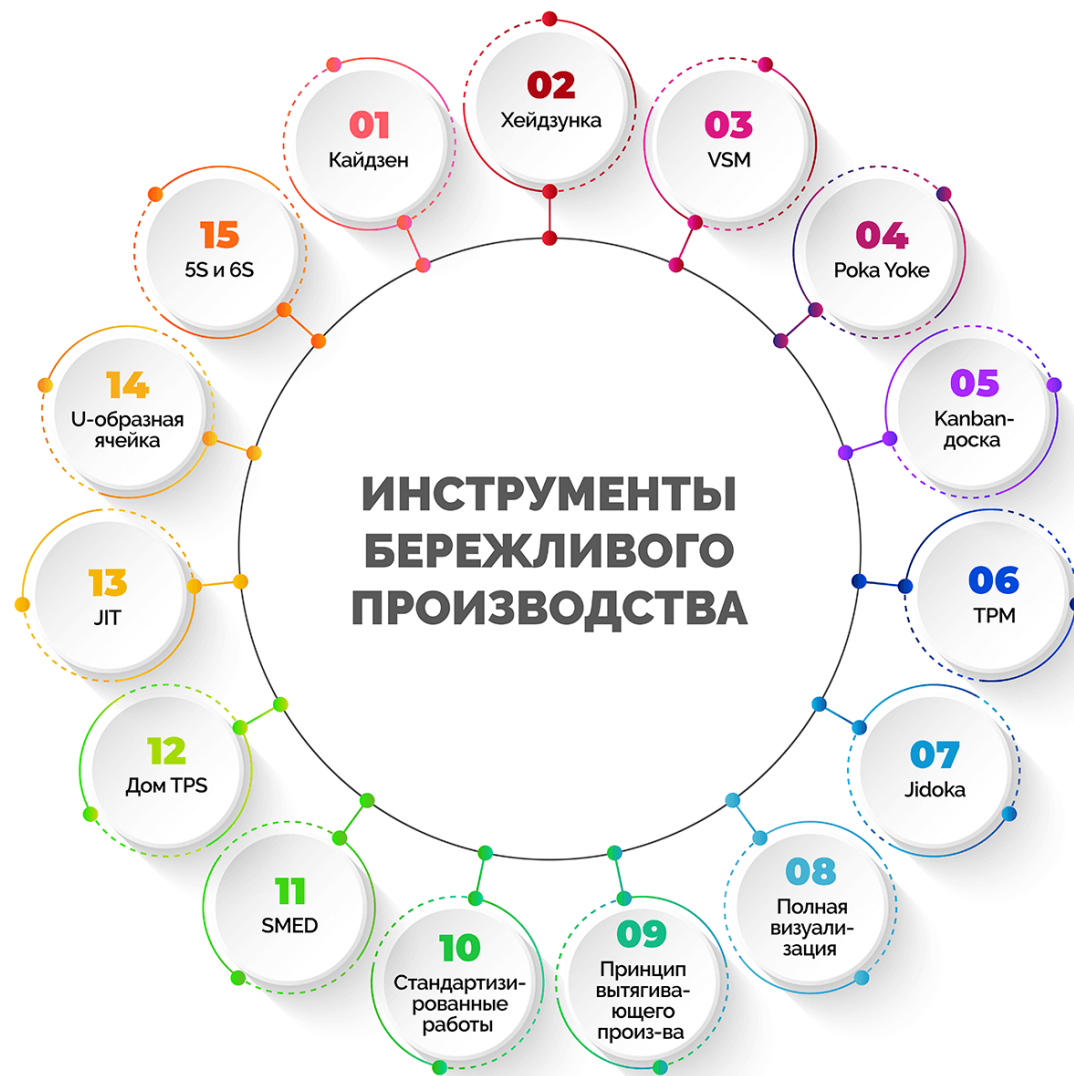 ИНСТРУМЕНТЫ
БЕРЕЖЛИВОГО
ПРОИЗВОДСТВА
01
Кайдзен
02
Хейдзунка
03
VSM
04
Poka Yoke
05
Kanban-
доска
06
TPM
07
Jidoka
08
Полная
визуали-
зация
09
Принцип
вытягива-
ющего
произ-ва
10
Стандартизи-
рованные
работы
11
SMED
12
Дом TPS
13
JIT
14
U-образная
ячейка
15
5S и 6S